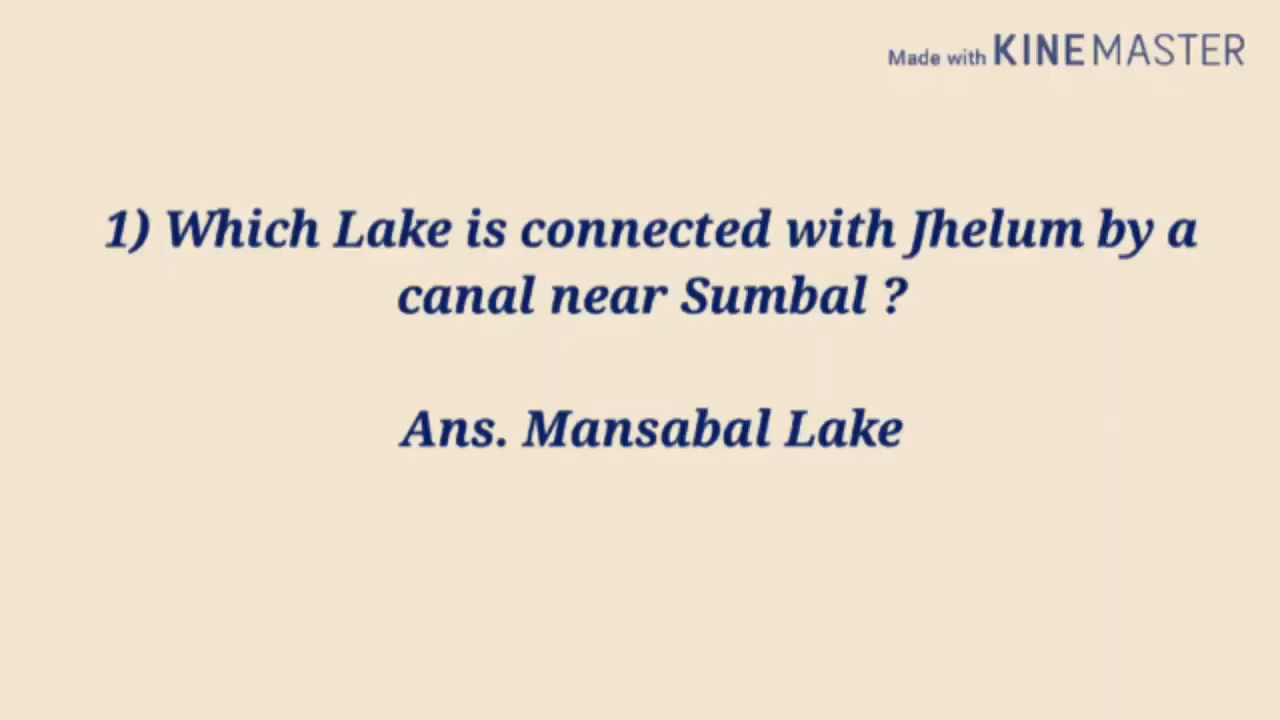 Made with KINEMASTER
1) Which Lake is connected with Jhelum by a
canal near Sumbal ?
Ans. Mansabal Lake